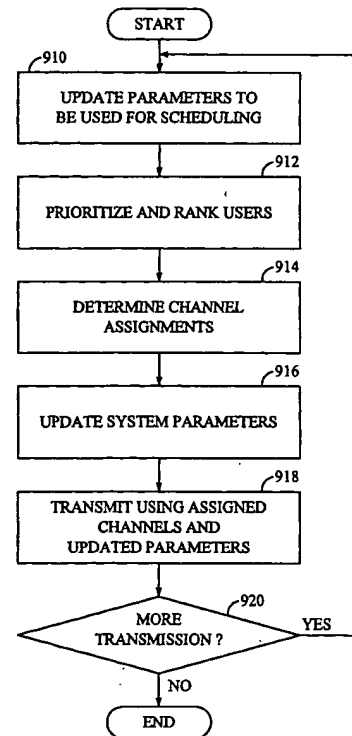 START
910
UPDATE PARAMETERS TO
BE USED FOR SCHEDULING
912
PRIORITIZE AND RANK USERS
914
DETERMINE CHANNEL
ASSIGNMENTS
916
UPDATE SYSTEM PARAMETERS
918
TRANSMIT USING ASSIGNED
CHANNELS AND
UPDATED PARAMETERS
920
MORE
TRANSMISSION ?
YES
NO
END